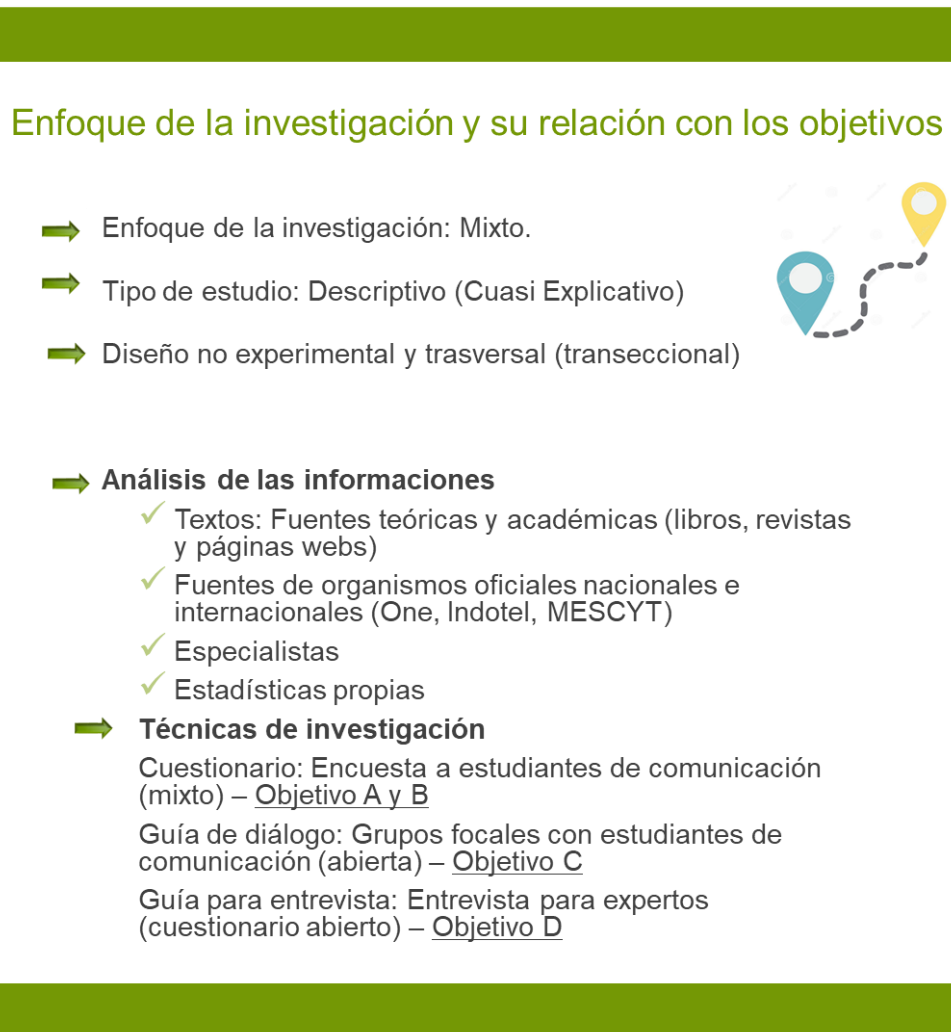 Enfoque de la investigación y su relación con los objetivos
Enfoque de la investigación: Mixto.
Tipo de estudio: Descriptivo (Cuasi Explicativo)
Diseño no experimental y trasversal (transeccional)
Análisis de las informaciones
Textos: Fuentes teóricas y académicas (libros, revistas
y páginas webs)
Fuentes de organismos oficiales nacionales e
internacionales (One, Indotel, MESCYT)
Especialistas
Estadísticas propias
Técnicas de investigación
Cuestionario: Encuesta a estudiantes de comunicación
(mixto) – Objetivo A y B
Guía de diálogo: Grupos focales con estudiantes de
comunicación (abierta) – Objetivo C
Guía para entrevista: Entrevista para expertos
(cuestionario abierto) – Objetivo D